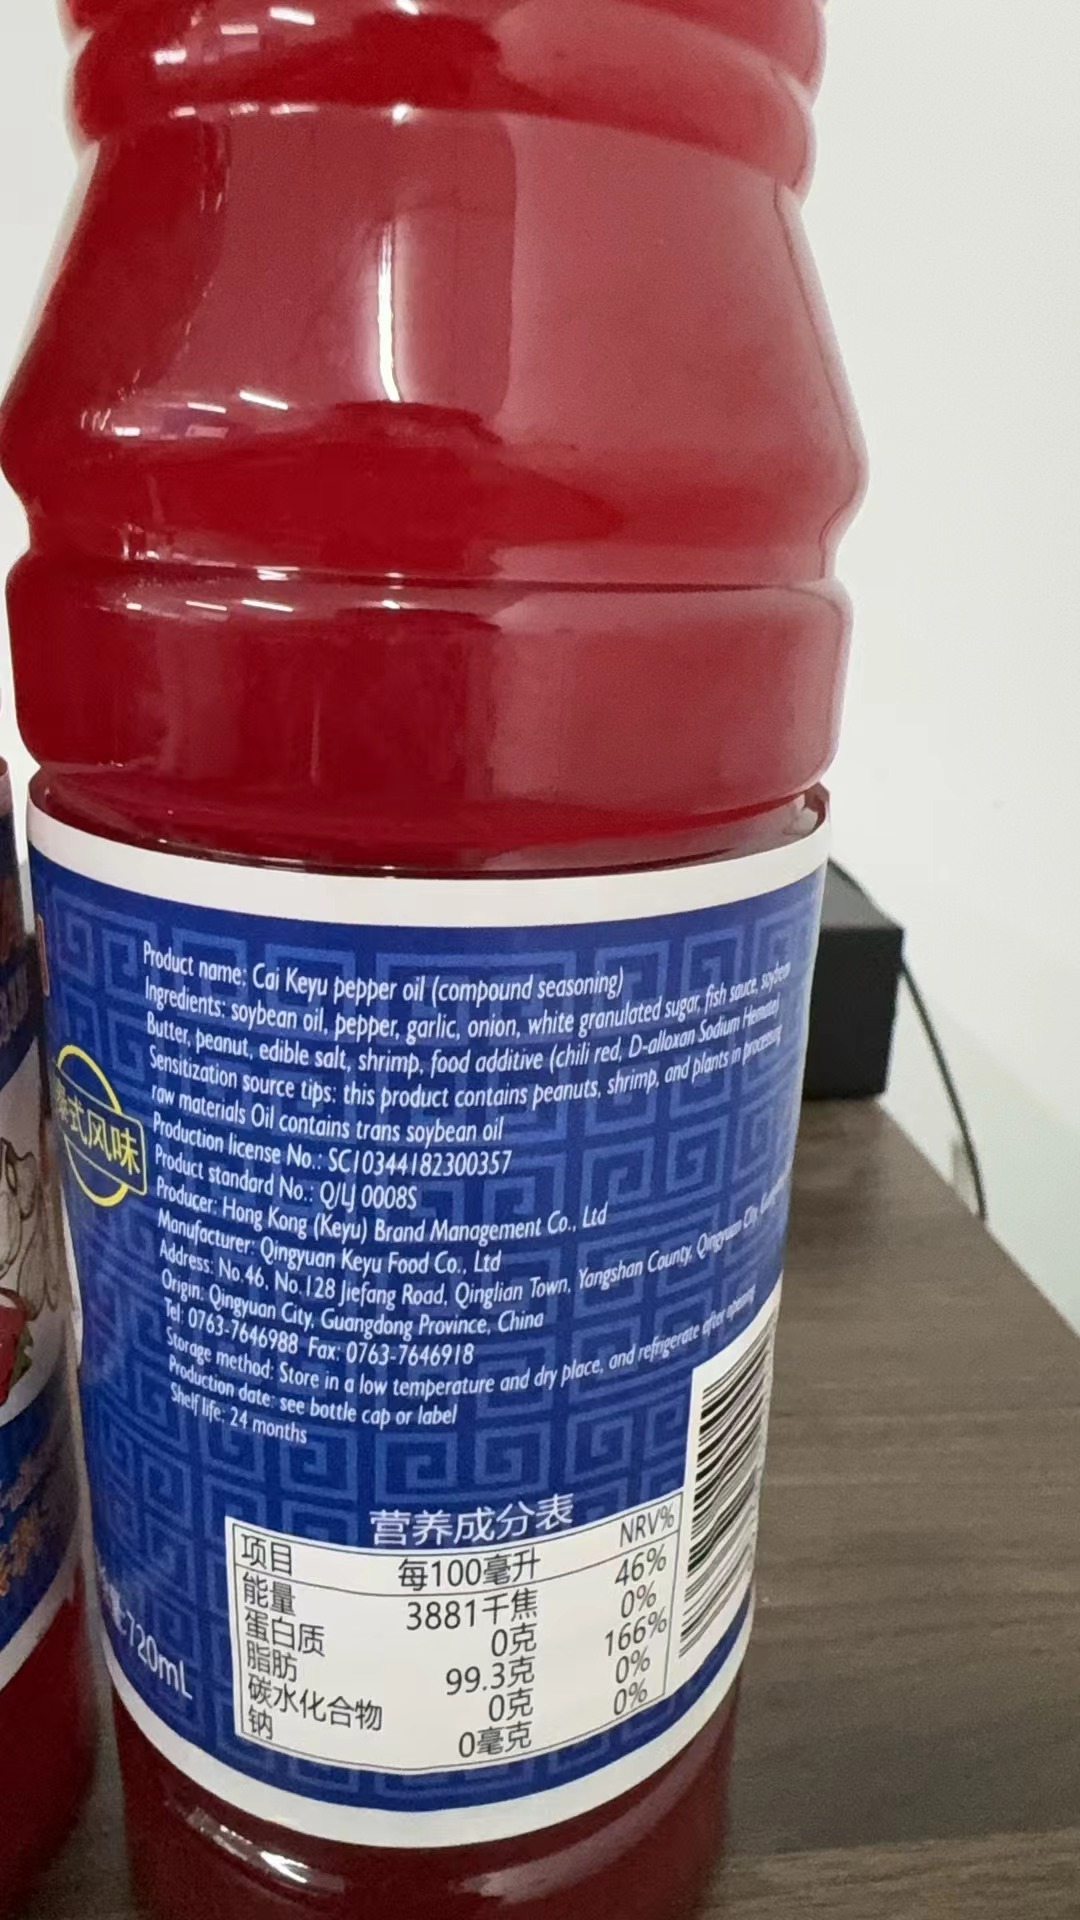 Product name: Cai Keyu pepper oil (compound seasoning)
Ingredients: soybean oil, pepper, garlic, onion, white granulated sugar, fish sauce, soybean
Butter, peanut, edible salt, shrimp, food additive (chili red, D-alloxan Sodium Hemate)
Sensitization source tips: this product contains peanuts, shrimp, and plants in processing
raw materials Oil contains trans soybean oil
Production license No.: SC10344182300357
Product standard No.: Q/LJ 0008S
Producer: Hong Kong (Keyu) Brand Management Co., Ltd
Manufacturer: Qingyuan Keyu Food Co., Ltd
Address: No.46, No.128 Jiefang Road, Qinglian Town, Yangshan County, Qingyuan City,
Origin: Qingyuan City, Guangdong Province, China
Tel: 0763-7646988 Fax: 0763-7646918
Storage method: Store in a low temperature and dry place, and refrigerate after opening
Production date: see bottle cap or label
Shelf life: 24 months
泰式风味
营养成分表
项目 每100毫升 NRV%
能量 3881千焦 46%
蛋白质 0克 0%
脂肪 99.3克 166%
碳水化合物 0克 0%
钠 0毫克 0%
720mL